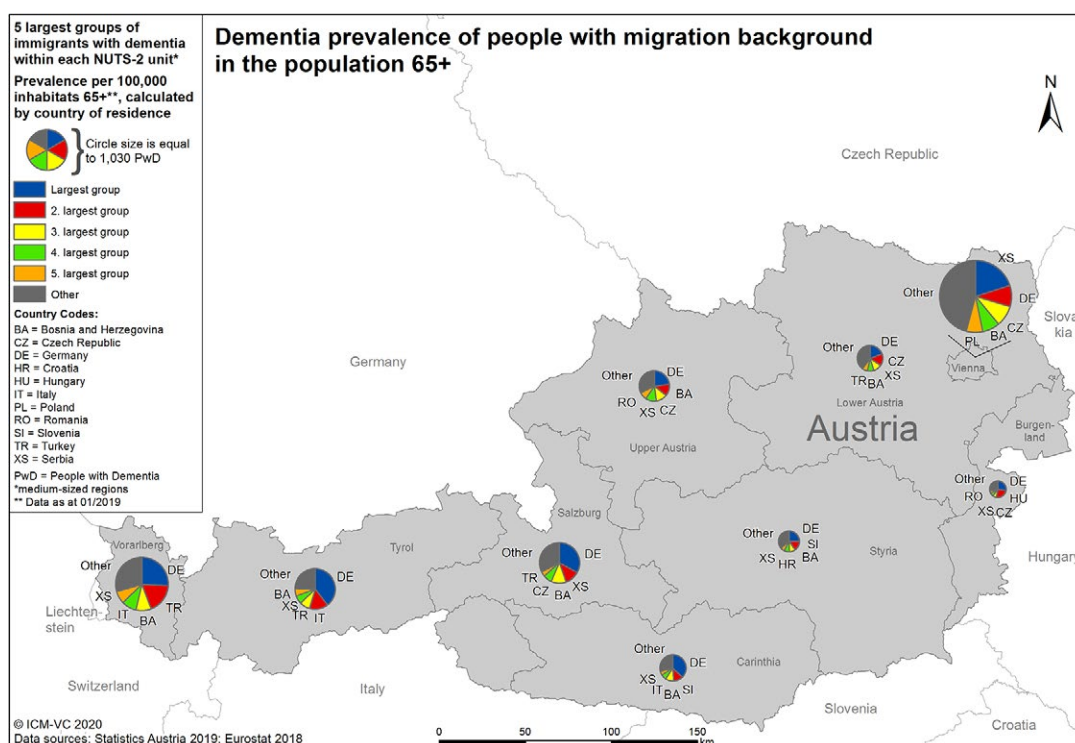 5 largest groups of
immigrants with dementia
within each NUTS-2 unit*
Prevalence per 100,000
inhabitats 65+**, calculated
by country of residence
Circle size is equal
to 1,030 PwD
Largest group
2. largest group
3. largest group
4. largest group
5. largest group
Other
Country Codes:
BA = Bosnia and Herzegovina
CZ = Czech Republic
DE = Germany
HR = Croatia
HU = Hungary
IT = Italy
PL = Poland
RO = Romania
SI = Slovenia
TR = Turkey
XS = Serbia
PwD = People with Dementia
*medium-sized regions
** Data as at 01/2019
Dementia prevalence of people with migration background
in the population 65+
N
Czech Republic
Germany
Slova
kia
Hungary
Slovenia
Croatia
Italy
Switzerland
Liechten-
stein
Austria
Other
XS
DE
CZ
BA
PL
Vienna
Other
DE
CZ
XS
BA
TR
Lower Austria
Other
DE
BA
CZ
XS
RO
Upper Austria
Burgen-
land
Other
DE
HU
CZ
XS
RO
Other
DE
SI
BA
HR
XS
Styria
Salzburg
Other
DE
XS
BA
CZ
TR
Tyrol
Other
DE
IT
TR
XS
BA
Vorarlberg
Other
DE
TR
BA
IT
XS
Other
DE
SI
BA
IT
XS
Carinthia
© ICM-VC 2020
Data sources: Statistics Austria 2019; Eurostat 2018
0 50 100 150
km